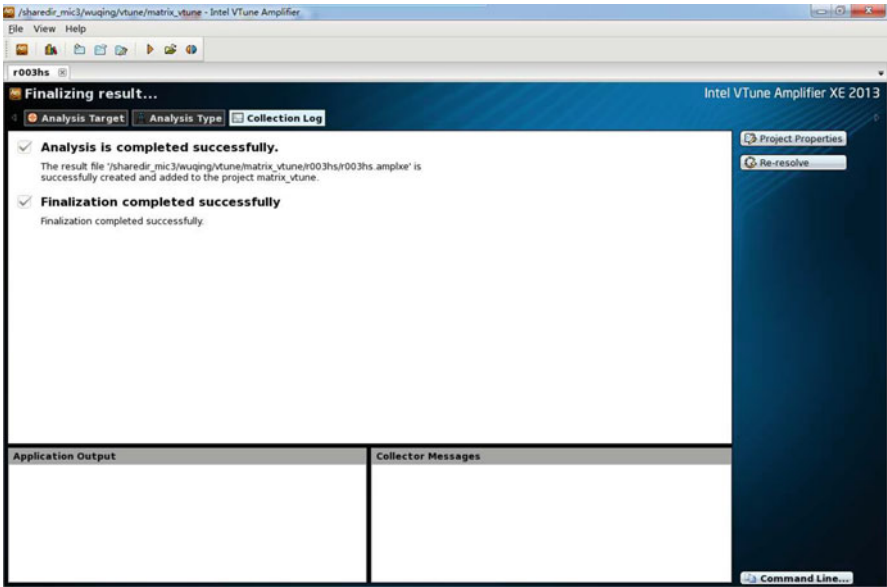 /sharedir_mic3/wuqing/vtune/matrix_vtune - Intel VTune Amplifier
File View Help
r003hs
Finalizing result...
Intel VTune Amplifier XE 2013
Analysis Target Analysis Type Collection Log
Analysis is completed successfully.
The result file '/sharedir_mic3/wuqing/vtune/matrix_vtune/r003hs/r003hs.amplxe' is
successfully created and added to the project matrix_vtune.
Finalization completed successfully
Finalization completed successfully.
Project Properties
Re-resolve
Application Output
Collector Messages
Command Line...